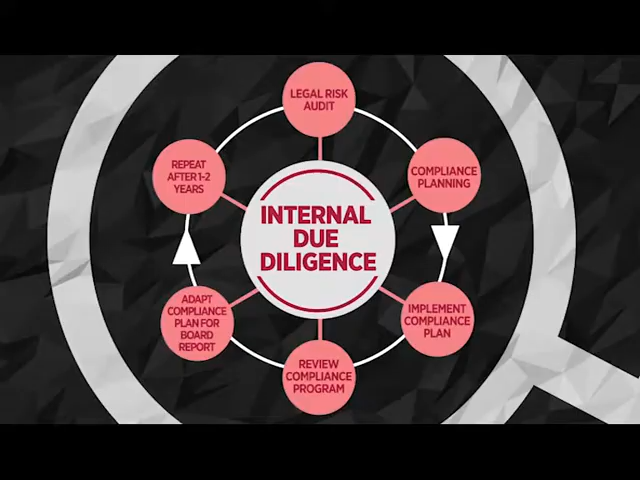 LEGAL RISK
AUDIT
COMPLIANCE
PLANNING
IMPLEMENT
COMPLIANCE
PLAN
REVIEW
COMPLIANCE
PROGRAM
ADAPT
COMPLIANCE
PLAN FOR
BOARD
REPORT
REPEAT
AFTER 1-2
YEARS
INTERNAL
DUE
DILIGENCE